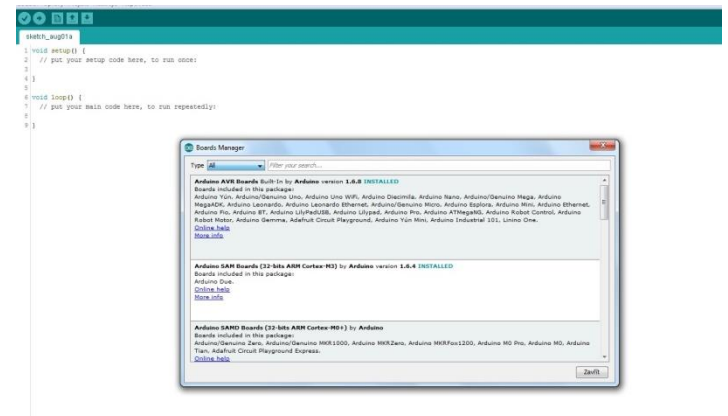 sketch_aug01a
1 void setup() {
2 // put your setup code here, to run once:
3
4 }
5
6 void loop() {
7 // put your main code here, to run repeatedly:
8
9 }
Boards Manager
Type All Filter your search...
Arduino AVR Boards Built-In by Arduino version 1.6.8 INSTALLED
Boards included in this package:
Arduino Yún, Arduino/Genuino Uno, Arduino Uno WiFi, Arduino Diecimila, Arduino Nano, Arduino/Genuino Mega, Arduino
MegaADK, Arduino Leonardo, Arduino Leonardo Ethernet, Arduino/Genuino Micro, Arduino Esplora, Arduino Mini, Arduino Ethernet,
Arduino Fio, Arduino BT, Arduino LilyPadUSB, Arduino Lilypad, Arduino Pro, Arduino ATMegaNG, Arduino Robot Control, Arduino
Robot Motor, Arduino Gemma, Adafruit Circuit Playground, Arduino Yún Mini, Arduino Industrial 101, Linino One.
Online help
More info
Arduino SAM Boards (32-bits ARM Cortex-M3) by Arduino version 1.6.4 INSTALLED
Boards included in this package:
Arduino Due.
Online help
More info
Arduino SAMD Boards (32-bits ARM Cortex-M0+) by Arduino
Boards included in this package:
Arduino/Genuino Zero, Arduino/Genuino MKR1000, Arduino MKRZero, Arduino MKRFox1200, Arduino M0 Pro, Arduino M0, Arduino
Tian, Adafruit Circuit Playground Express.
Online help
Zavřít